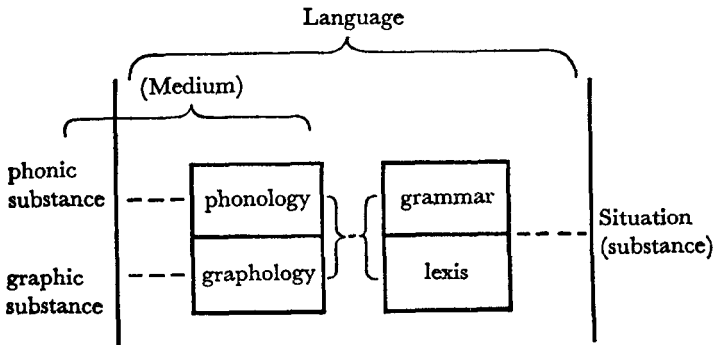 Language
(Medium)
phonic
substance
phonology
grammar
Situation
(substance)
graphic
substance
graphology
lexis